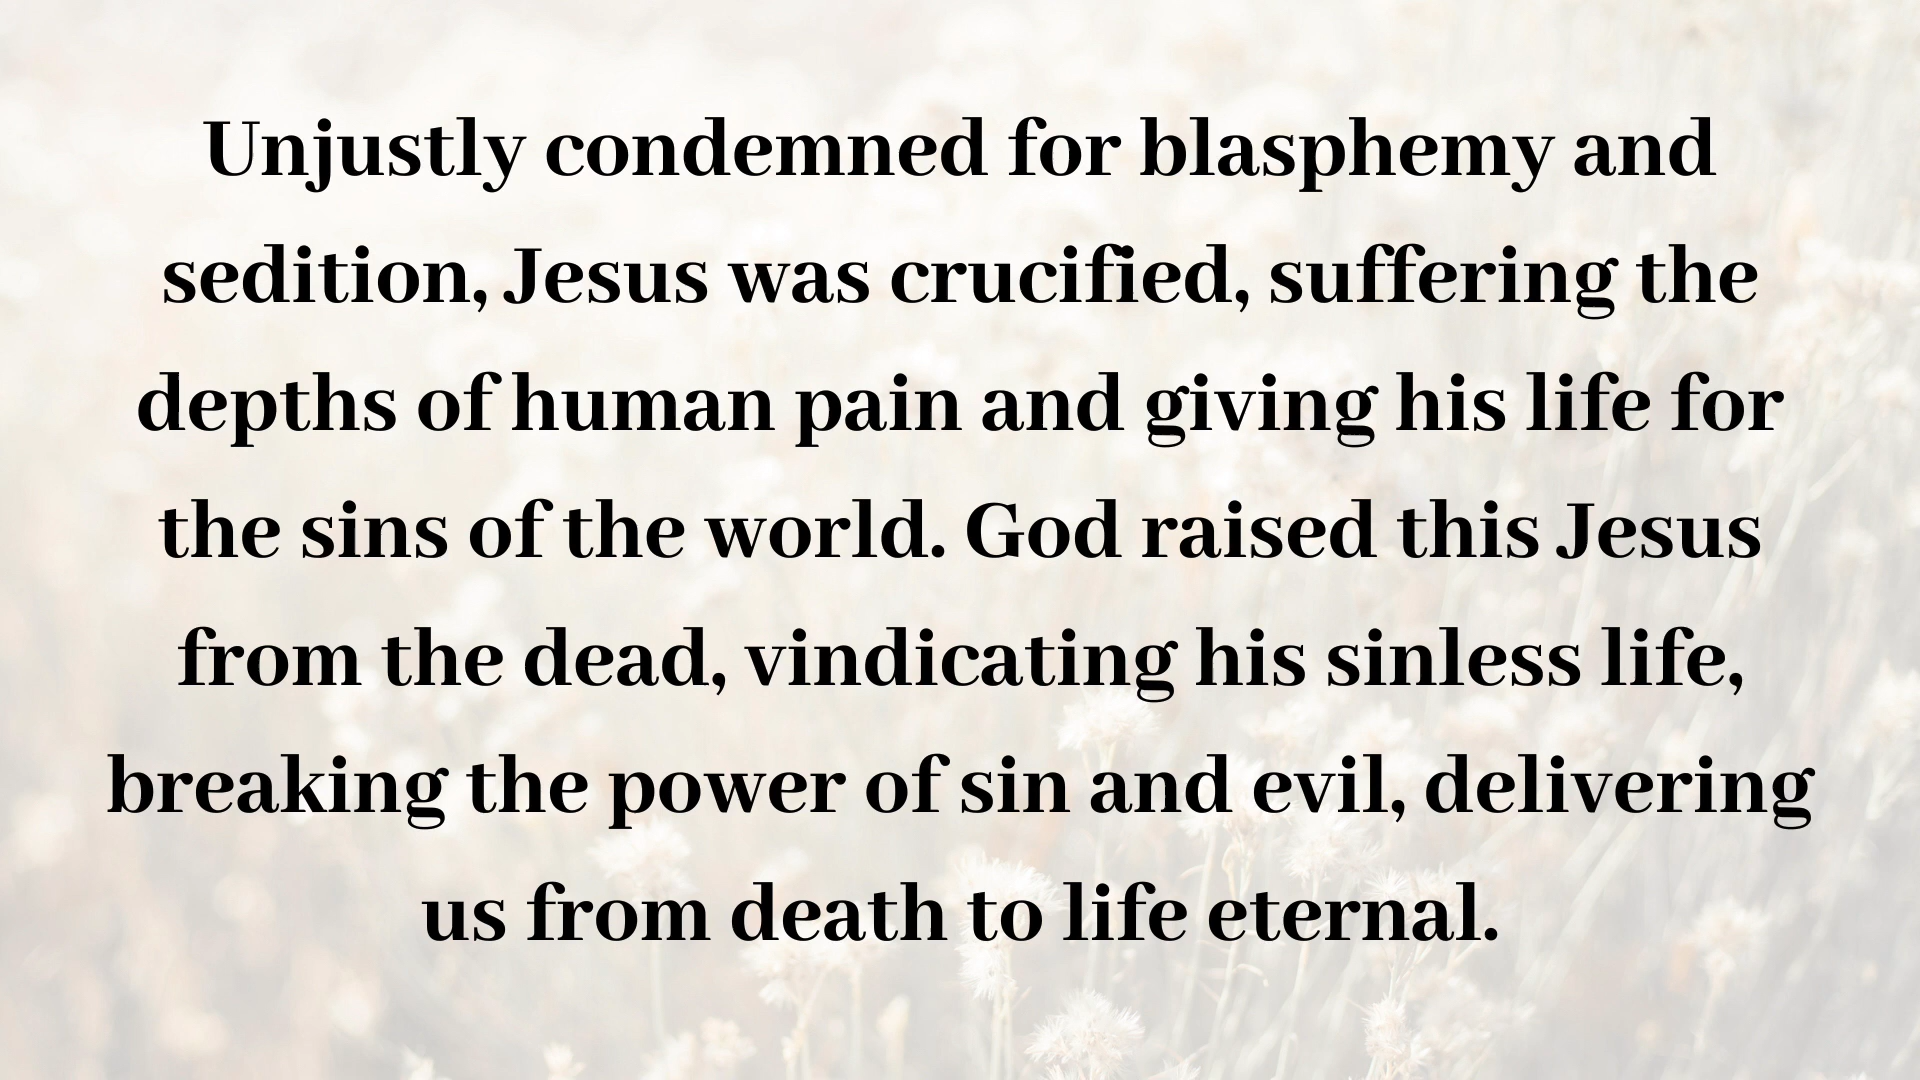 Unjustly condemned for blasphemy and
sedition, Jesus was crucified, suffering the
depths of human pain and giving his life for
the sins of the world. God raised this Jesus
from the dead, vindicating his sinless life,
breaking the power of sin and evil, delivering
us from death to life eternal.